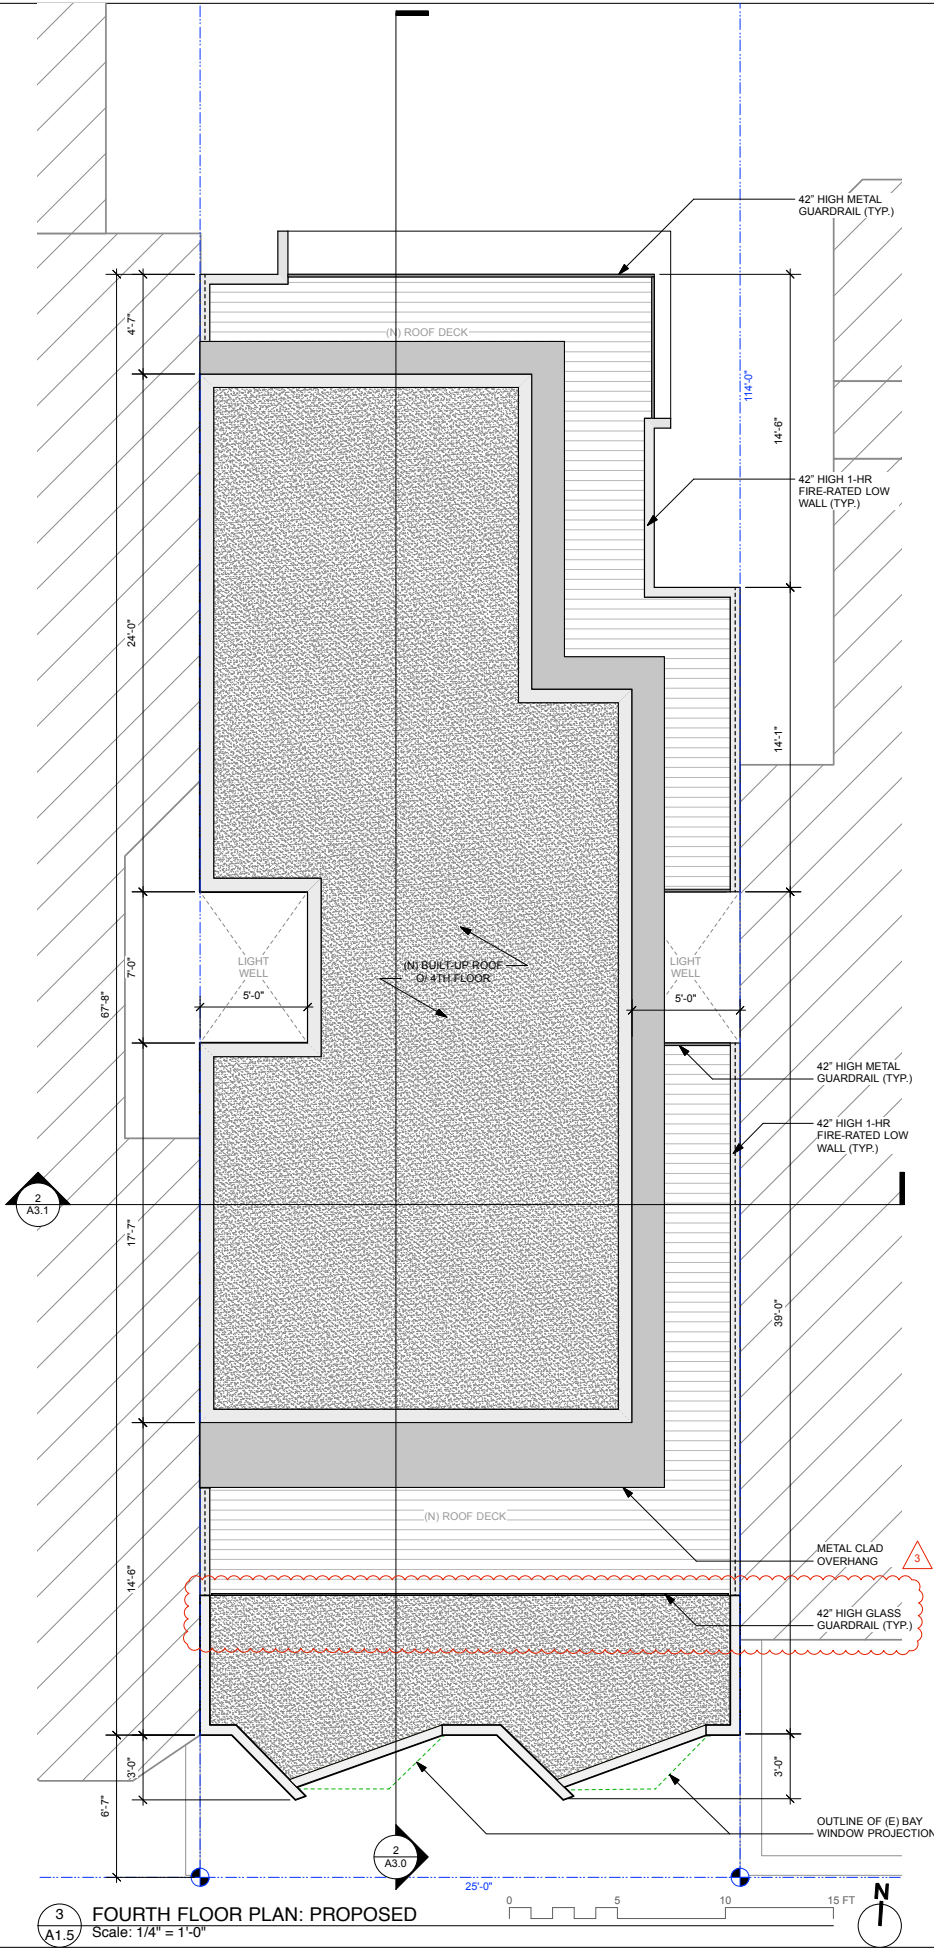 42" HIGH METAL
GUARDRAIL (TYP.)
4'-7"
(N) ROOF DECK
114'-0"
14'-6"
42" HIGH 1-HR
FIRE-RATED LOW
WALL (TYP.)
24'-0"
14'-1"
LIGHT
WELL
5'-0"
7'-0"
67'-8"
(N) BUILT-UP ROOF
O/ 4TH FLOOR
LIGHT
WELL
5'-0"
42" HIGH METAL
GUARDRAIL (TYP.)
42" HIGH 1-HR
FIRE-RATED LOW
WALL (TYP.)
2
A3.1
17'-7"
39'-0"
(N) ROOF DECK
METAL CLAD
OVERHANG
3
14'-6"
42" HIGH GLASS
GUARDRAIL (TYP.)
3'-0"
3'-0"
6'-7"
OUTLINE OF (E) BAY
WINDOW PROJECTION
2
A3.0
25'-0"
3
A1.5
FOURTH FLOOR PLAN: PROPOSED
Scale: 1/4" = 1'-0"
0 5 10 15 FT
N